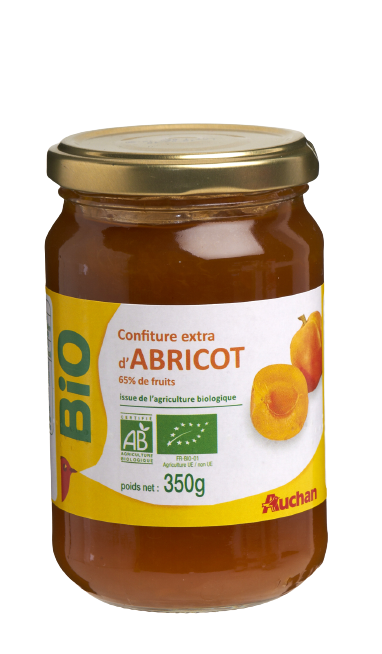 BiO
Confiture extra
d'ABRICOT
65% de fruits
issue de l'agriculture biologique
CERTIFIÉ
AB
AGRICULTURE
BIOLOGIQUE
FR-BIO-01
Agriculture UE / non UE
poids net : 350g
Auchan